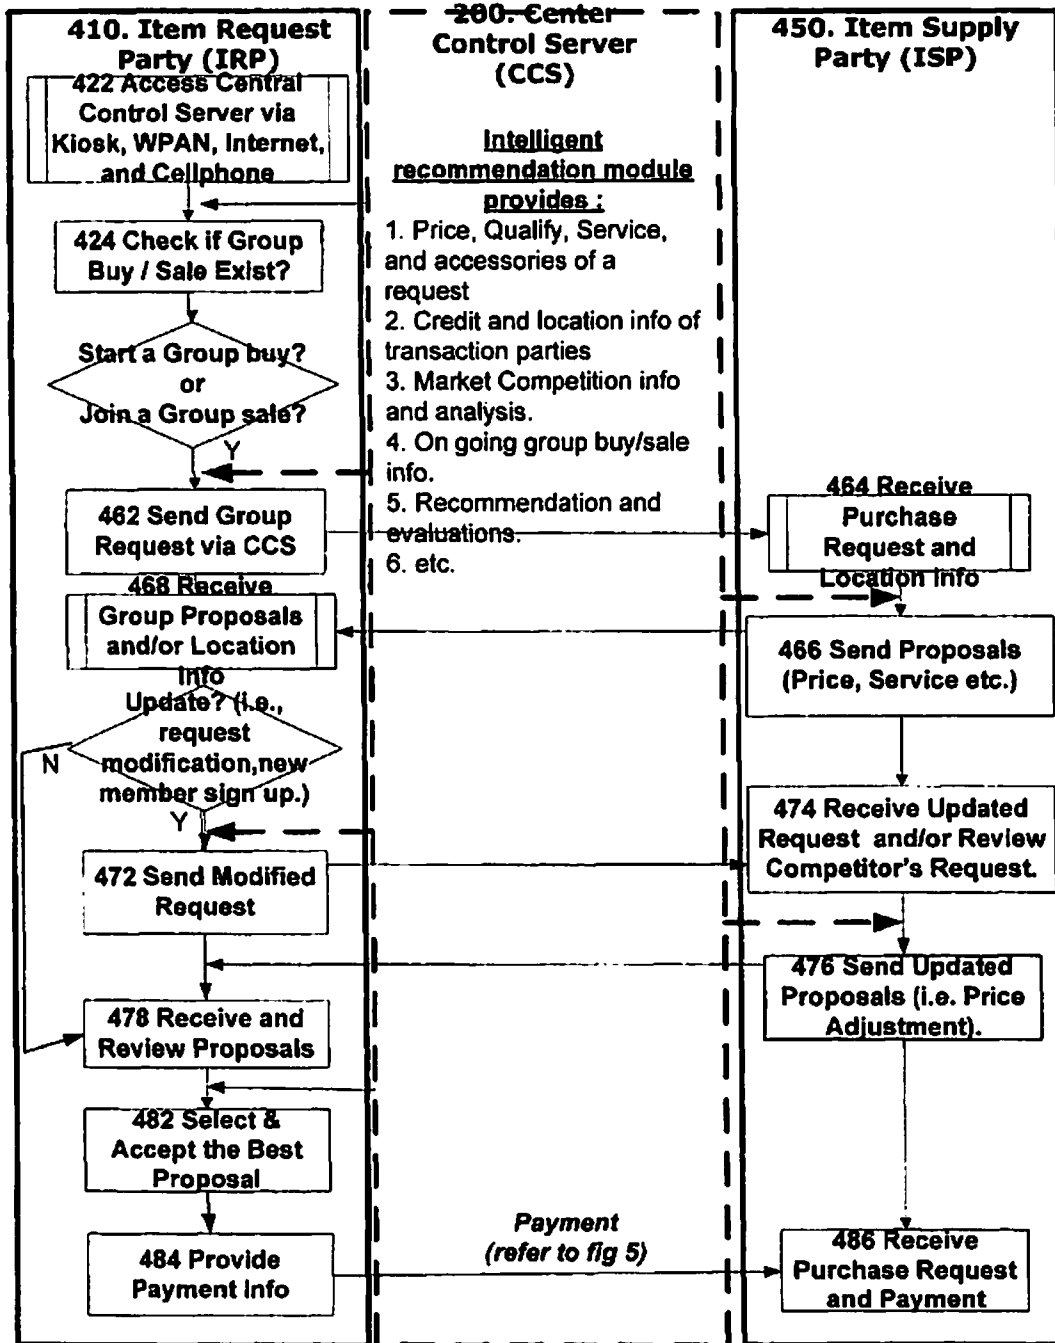 410. Item Request
Party (IRP)
422 Access Central
Control Server via
Kiosk, WPAN, Internet,
and Cellphone
424 Check if Group
Buy / Sale Exist?
Start a Group buy?
or
Join a Group sale?
Y
462 Send Group
Request via CCS
468 Receive
Group Proposals
and/or Location
Info
Update? (i.e.,
request
modification,new
member sign up.)
N
Y
472 Send Modified
Request
478 Receive and
Review Proposals
482 Select &
Accept the Best
Proposal
484 Provide
Payment Info
200. Center
Control Server
(CCS)
Intelligent
recommendation module
provides :
1. Price, Qualify, Service,
and accessories of a
request
2. Credit and location info of
transaction parties
3. Market Competition info
and analysis.
4. On going group buy/sale
info.
5. Recommendation and
evaluations.
6. etc.
Payment
(refer to fig 5)
450. Item Supply
Party (ISP)
464 Receive
Purchase
Request and
Location Info
466 Send Proposals
(Price, Service etc.)
474 Receive Updated
Request and/or Review
Competitor's Request.
476 Send Updated
Proposals (i.e. Price
Adjustment).
486 Receive
Purchase Request
and Payment